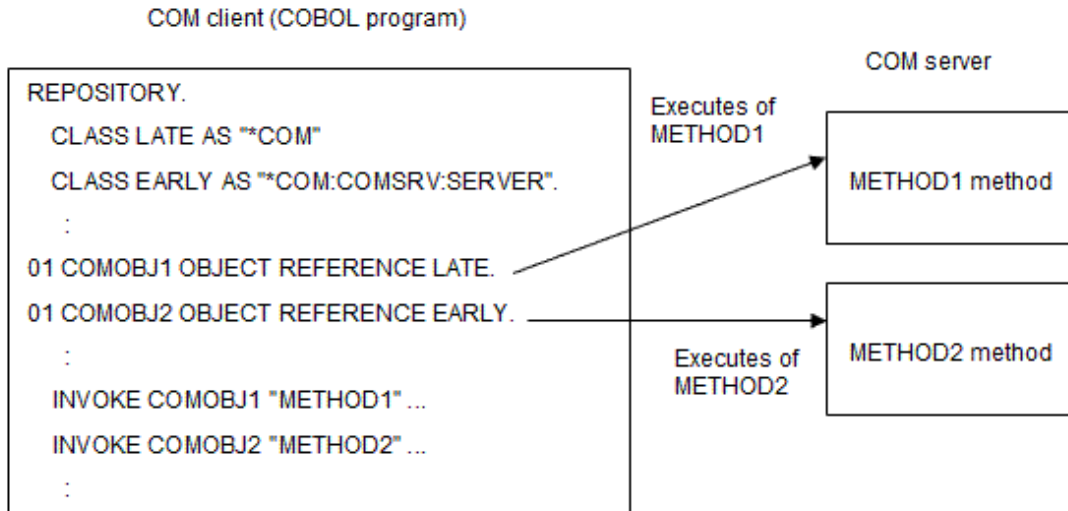 COM client (COBOL program)
COM server
REPOSITORY.
CLASS LATE AS "*COM"
CLASS EARLY AS "*COM:COMSRV:SERVER".
:
01 COMOBJ1 OBJECT REFERENCE LATE.
01 COMOBJ2 OBJECT REFERENCE EARLY.
:
INVOKE COMOBJ1 "METHOD1" ...
INVOKE COMOBJ2 "METHOD2" ...
:
Executes of
METHOD1
METHOD1 method
Executes of
METHOD2
METHOD2 method